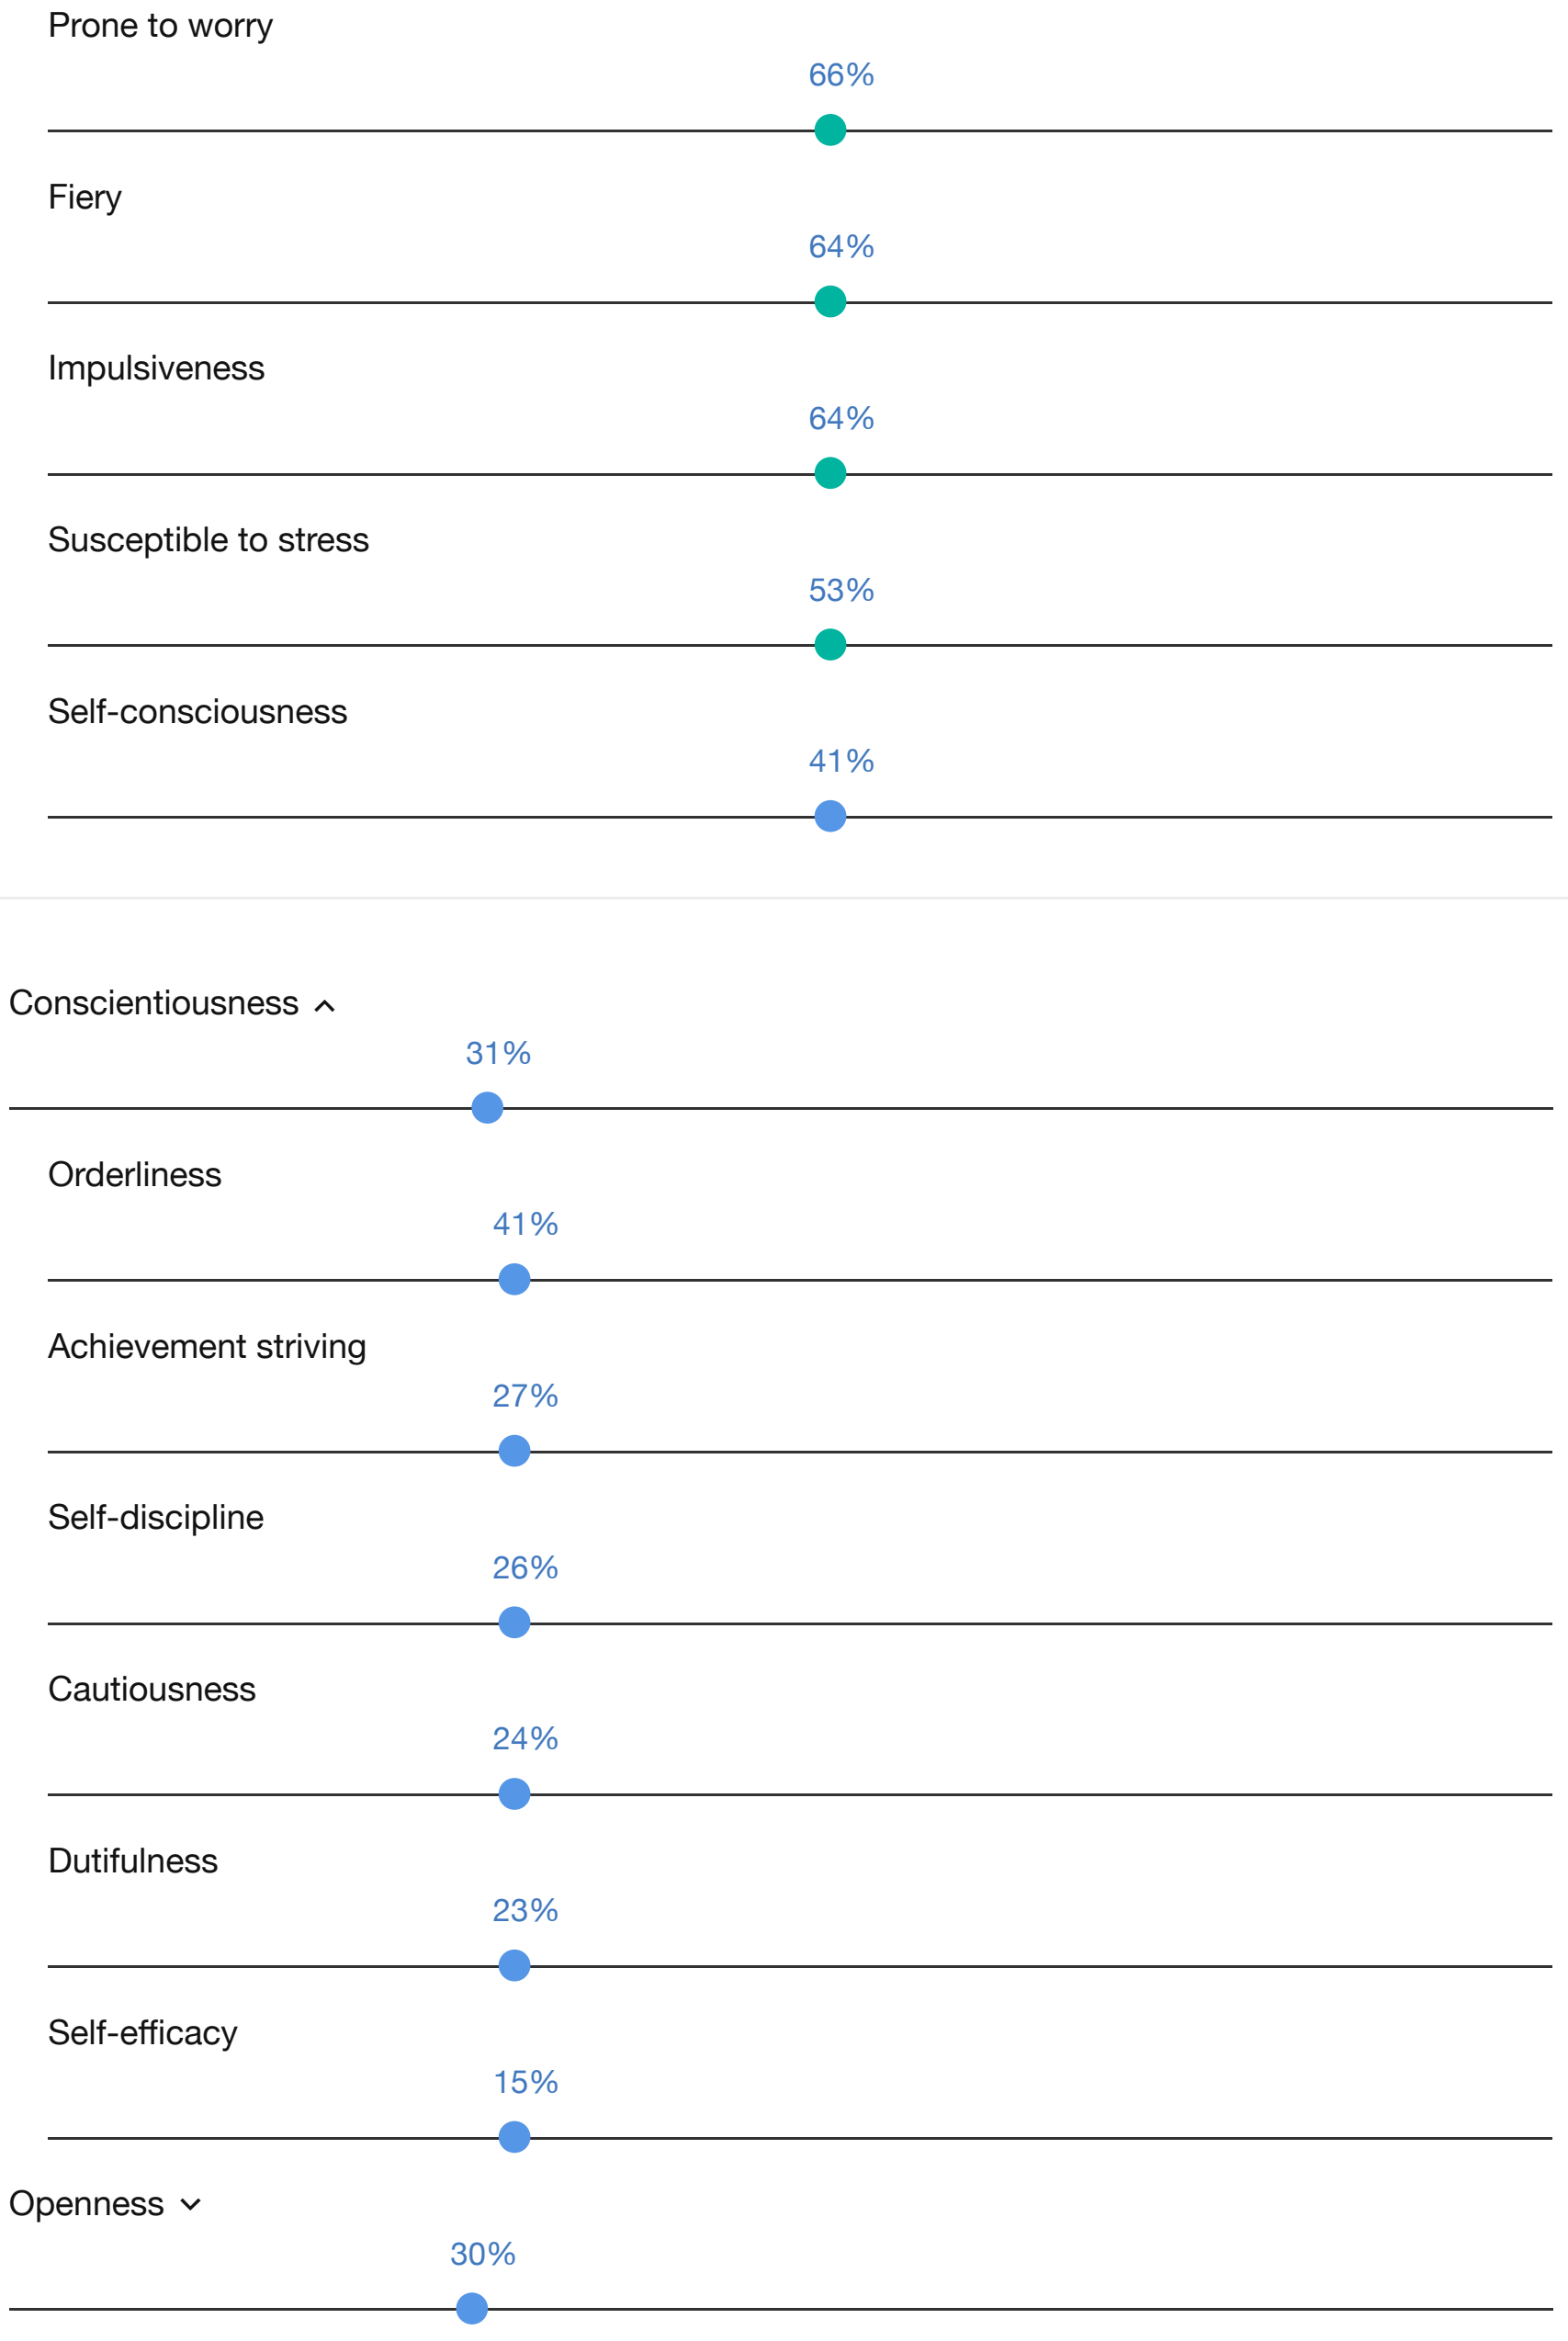 Prone to worry
66%
Fiery
64%
Impulsiveness
64%
Susceptible to stress
53%
Self-consciousness
41%
Conscientiousness
31%
Orderliness
41%
Achievement striving
27%
Self-discipline
26%
Cautiousness
24%
Dutifulness
23%
Self-efficacy
15%
Openness
30%